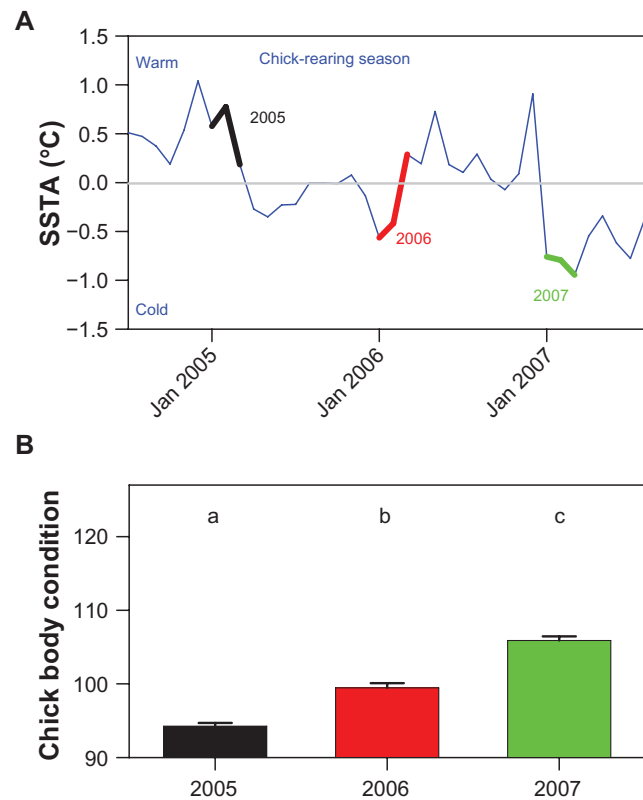 A
SSTA (°C)
1.5
1.0
0.5
0.0
−0.5
−1.0
−1.5
Warm
Chick-rearing season
2005
2006
2007
Cold
Jan 2005
Jan 2006
Jan 2007
B
Chick body condition
120
110
100
90
a
b
c
2005
2006
2007